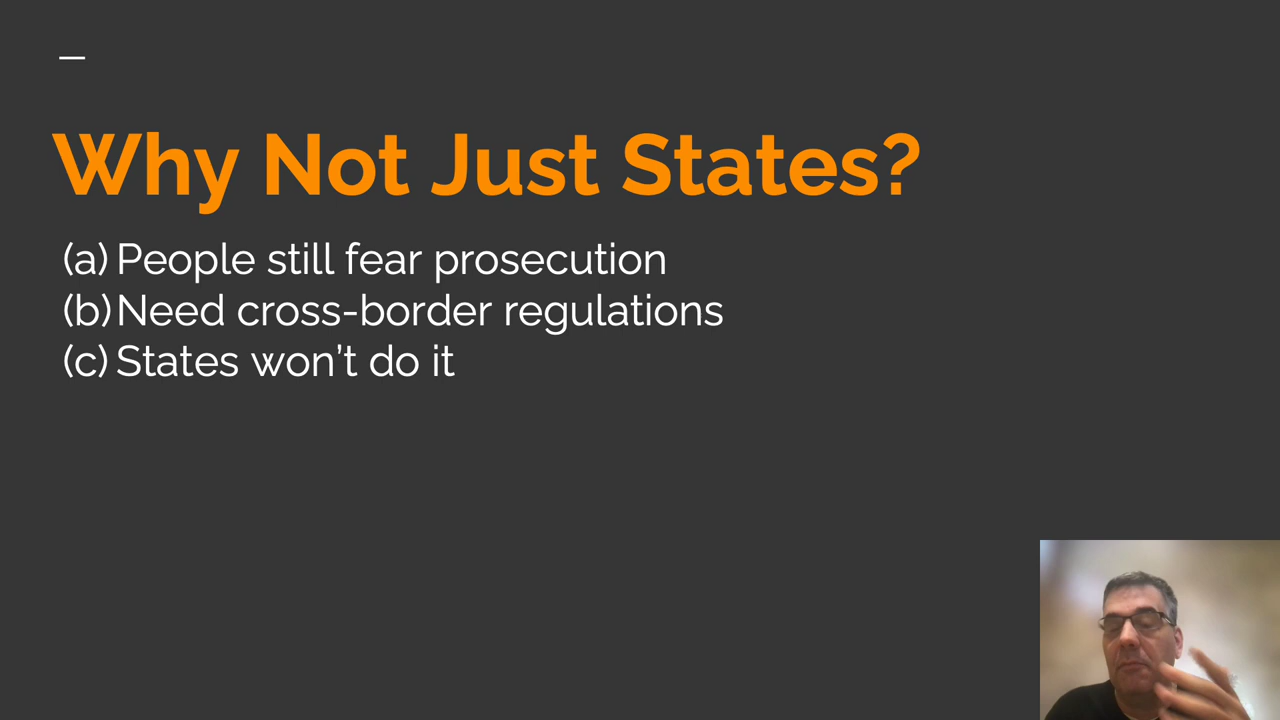 Why Not Just States?
(a) People still fear prosecution
(b) Need cross-border regulations
(c) States won’t do it